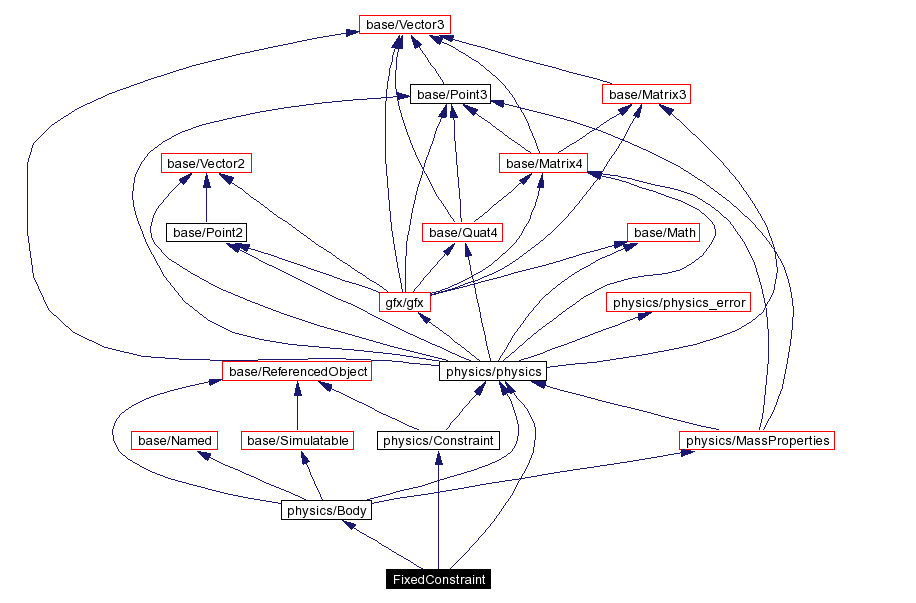 base/Vector3
base/Point3
base/Matrix3
base/Vector2
base/Matrix4
base/Point2
base/Quat4
base/Math
gfx/gfx
physics/physics_error
base/ReferencedObject
physics/physics
base/Named
base/Simulatable
physics/Constraint
physics/MassProperties
physics/Body
FixedConstraint